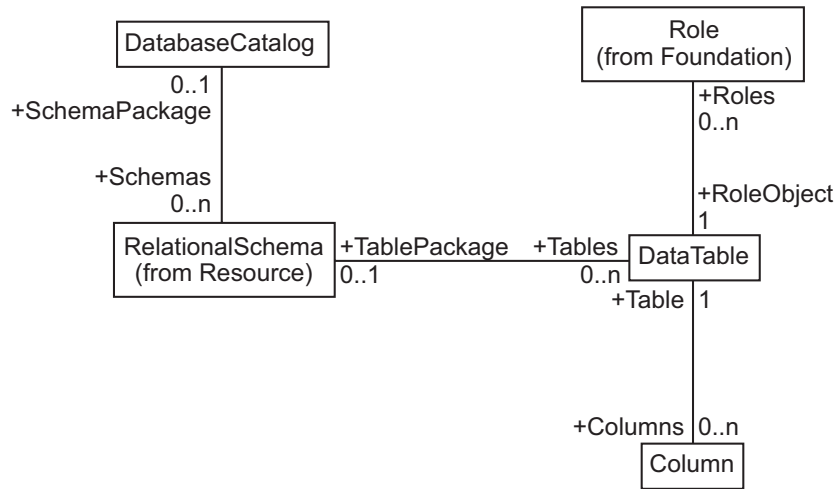 DatabaseCatalog
0..1
+SchemaPackage
+Schemas
0..n
RelationalSchema
(from Resource)
+TablePackage
0..1
+Tables
0..n
Role
(from Foundation)
+Roles
0..n
+RoleObject
1
DataTable
+Table 1
+Columns 0..n
Column